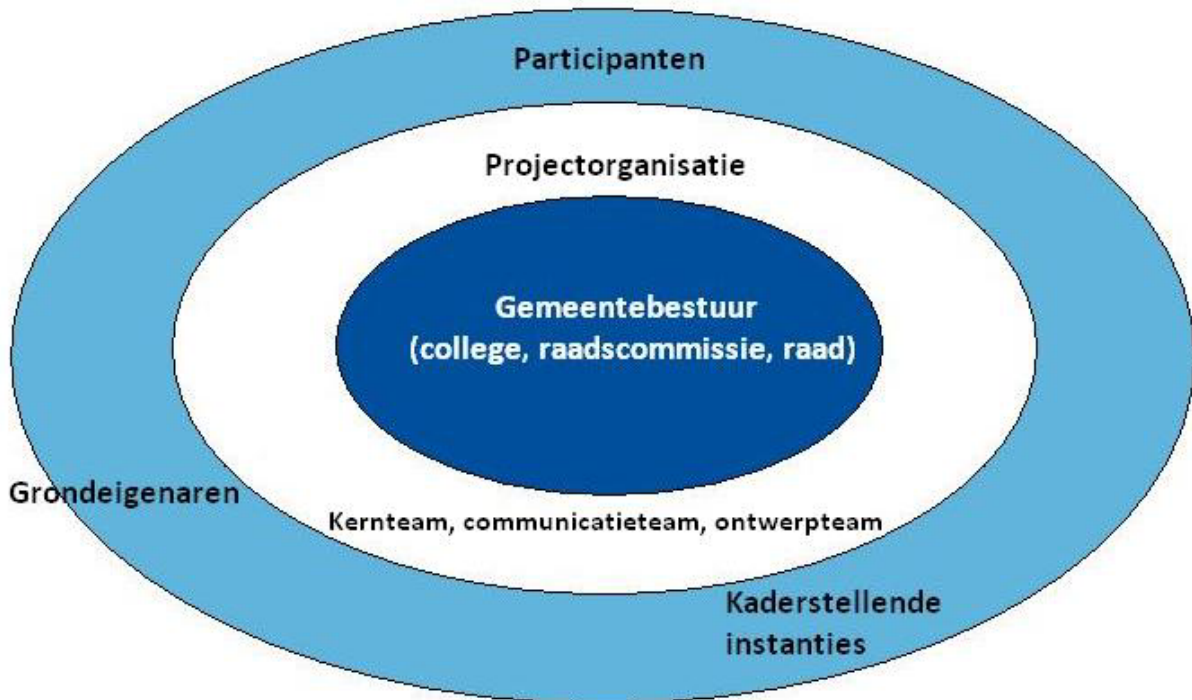 Participanten
Projectorganisatie
Gemeentebestuur
(college, raadscommissie, raad)
Grondeigenaren
Kernteam, communicatieteam, ontwerpteam
Kaderstellende
instanties